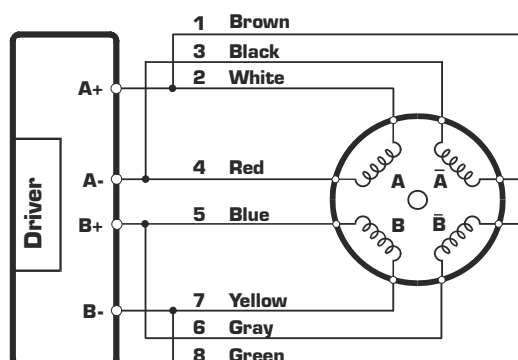 1 Brown
3 Black
2 White
A+
4 Red
A-
A
Ā
Driver
5 Blue
B+
B
B̄
7 Yellow
B-
6 Gray
8 Green